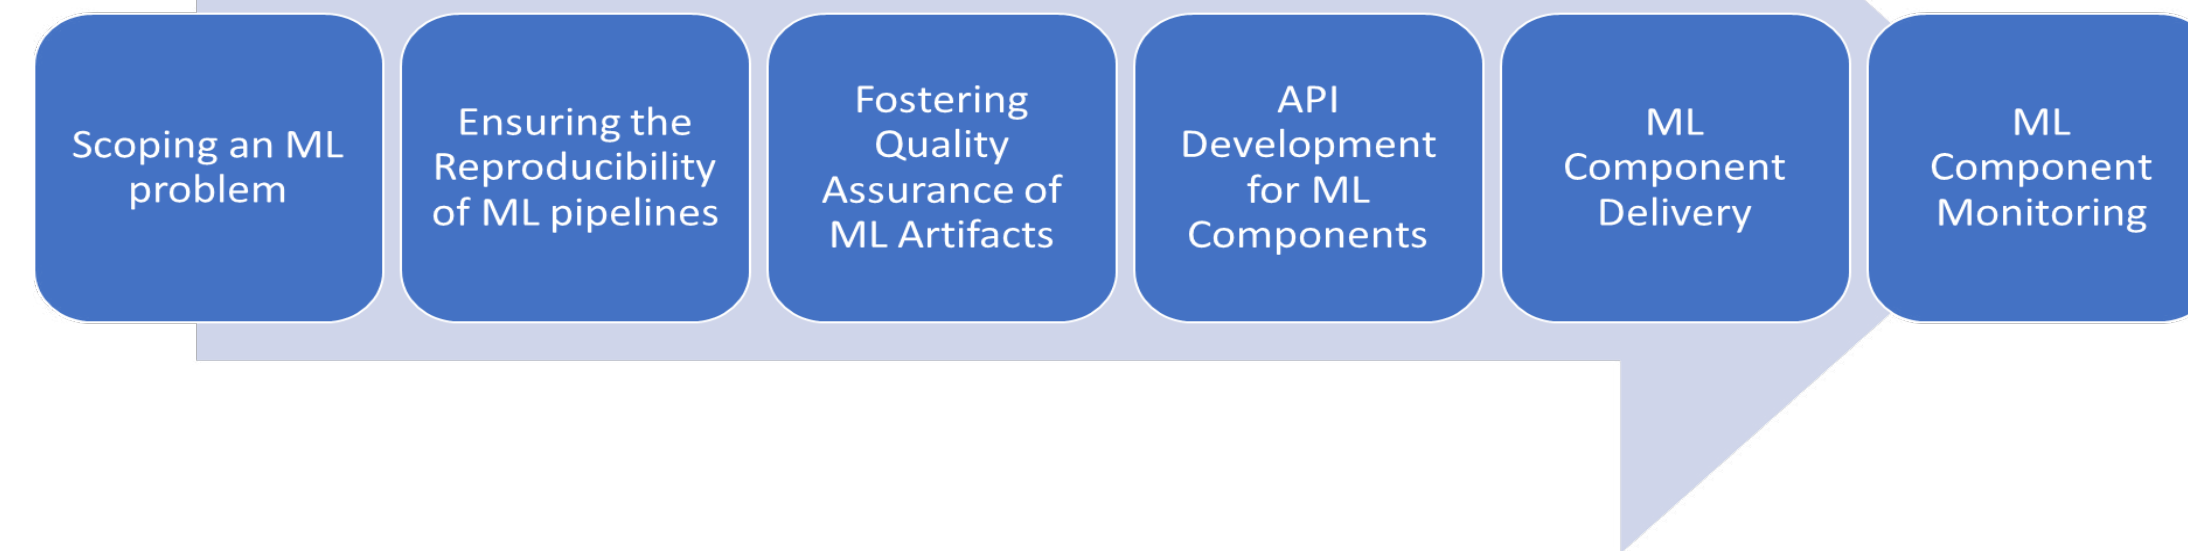 Scoping an ML
problem
Ensuring the
Reproducibility
of ML pipelines
Fostering
Quality
Assurance of
ML Artifacts
API
Development
for ML
Components
ML
Component
Delivery
ML
Component
Monitoring